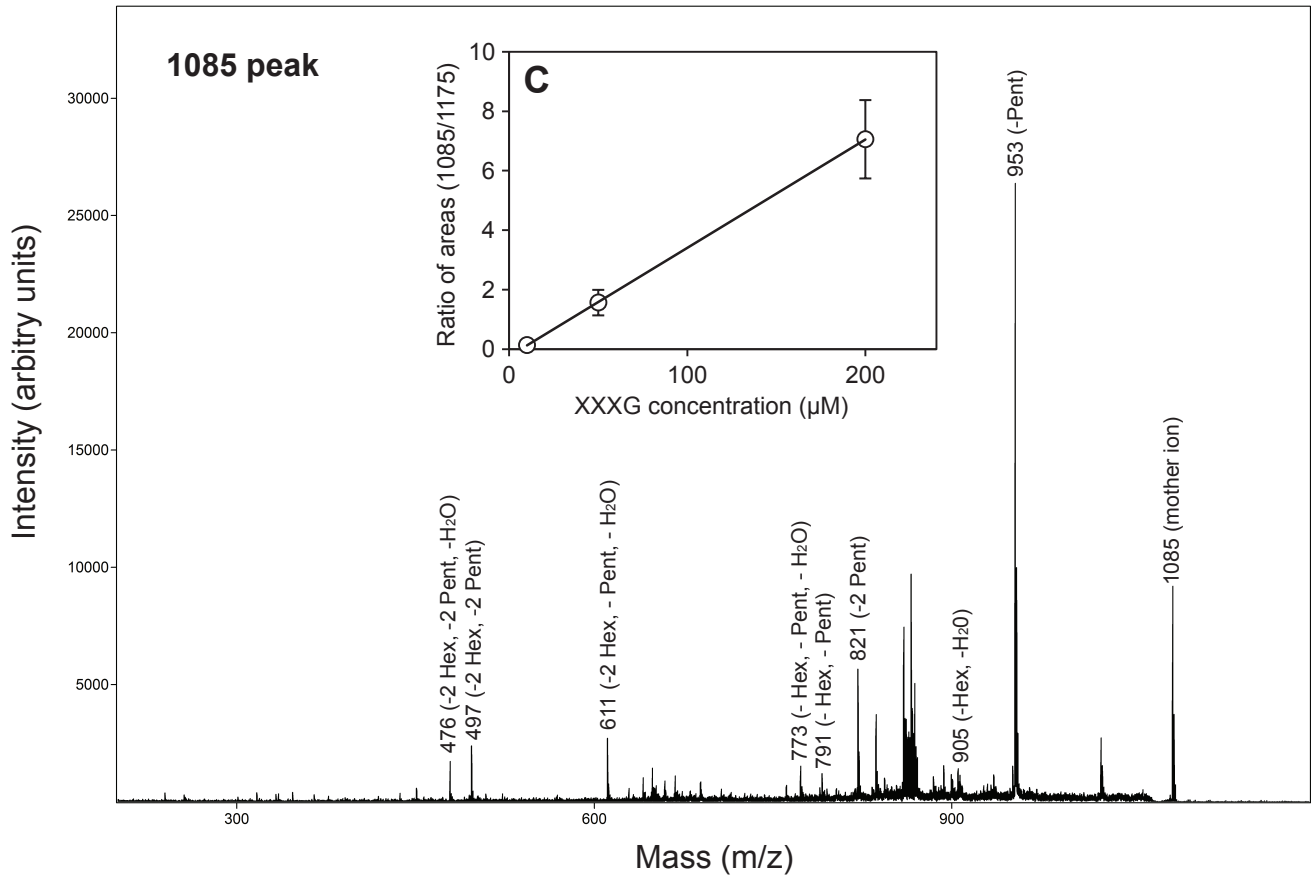 1085 peak
C
Ratio of areas (1085/1175)
10
8
6
4
2
0
0
100
200
XXXG concentration (µM)
Intensity (arbitry units)
30000
25000
20000
15000
10000
5000
476 (-2 Hex, -2 Pent, -H₂O)
497 (-2 Hex, -2 Pent)
611 (-2 Hex, - Pent, - H₂O)
773 (- Hex, - Pent, - H₂O)
791 (- Hex, - Pent)
821 (-2 Pent)
905 (-Hex, -H₂0)
953 (-Pent)
1085 (mother ion)
300
600
900
Mass (m/z)